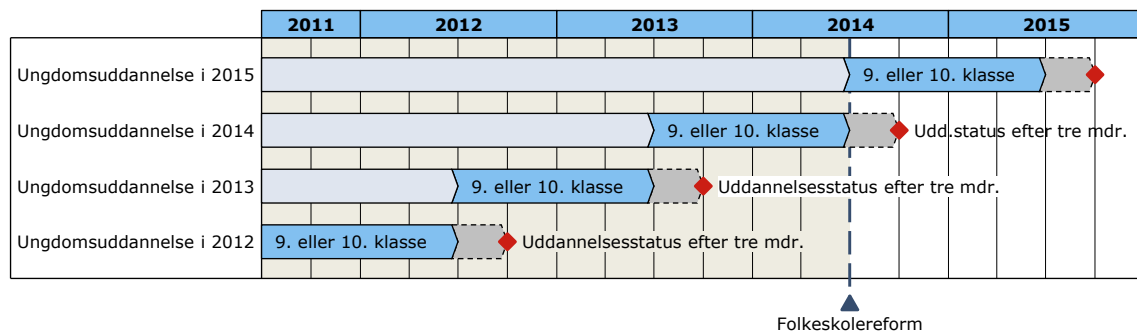 2011 2012 2013 2014 2015
Ungdomsuddannelse i 2015 9. eller 10. klasse
Ungdomsuddannelse i 2014 9. eller 10. klasse Udd.status efter tre mdr.
Ungdomsuddannelse i 2013 9. eller 10. klasse Uddannelsesstatus efter tre mdr.
Ungdomsuddannelse i 2012 9. eller 10. klasse Uddannelsesstatus efter tre mdr.
Folkeskolereform